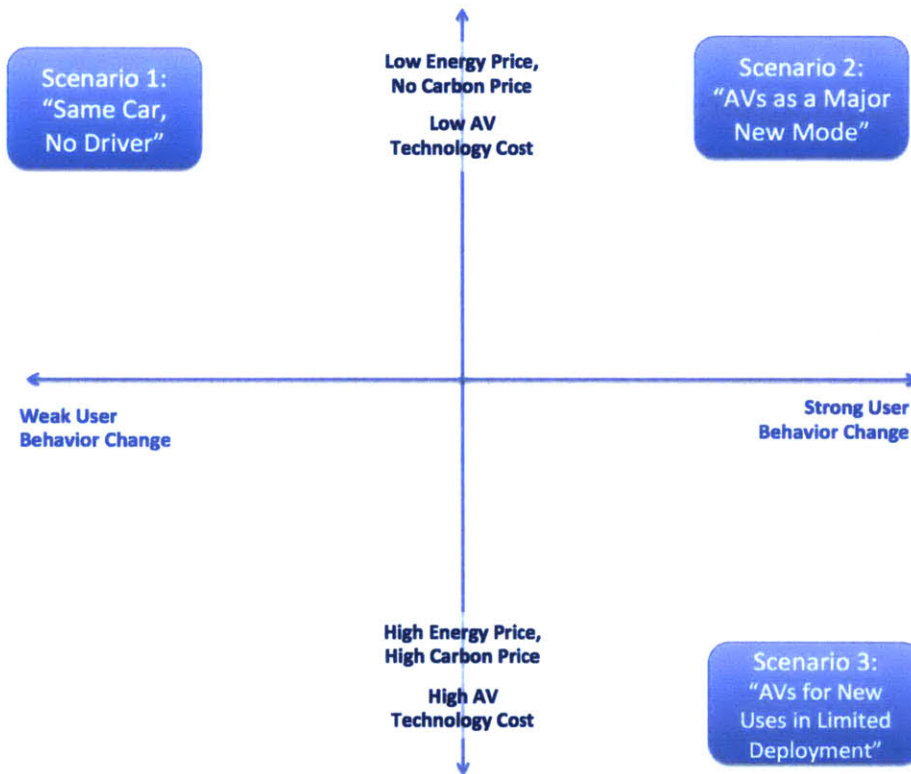 Scenario 1:
"Same Car,
No Driver"
Low Energy Price,
No Carbon Price
Low AV
Technology Cost
Scenario 2:
"AVs as a Major
New Mode"
Weak User
Behavior Change
Strong User
Behavior Change
High Energy Price,
High Carbon Price
High AV
Technology Cost
Scenario 3:
"AVs for New
Uses in Limited
Deployment"